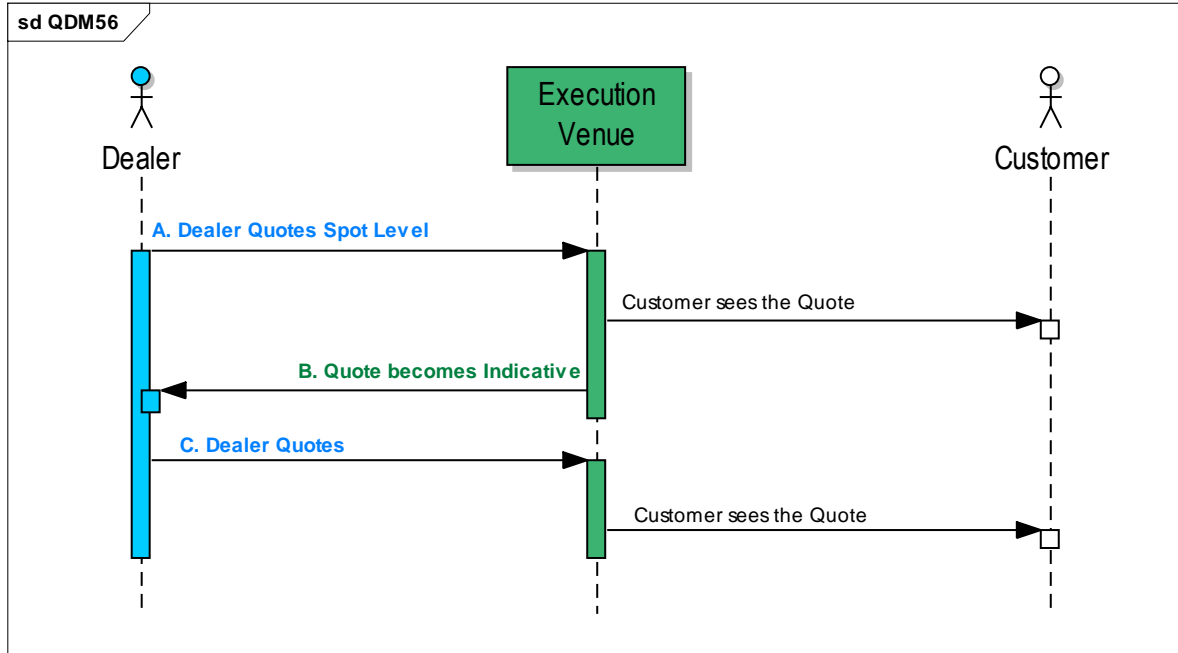 sd QDM56
Execution
Venue
Dealer
Customer
A. Dealer Quotes Spot Level
Customer sees the Quote
B. Quote becomes Indicative
C. Dealer Quotes
Customer sees the Quote